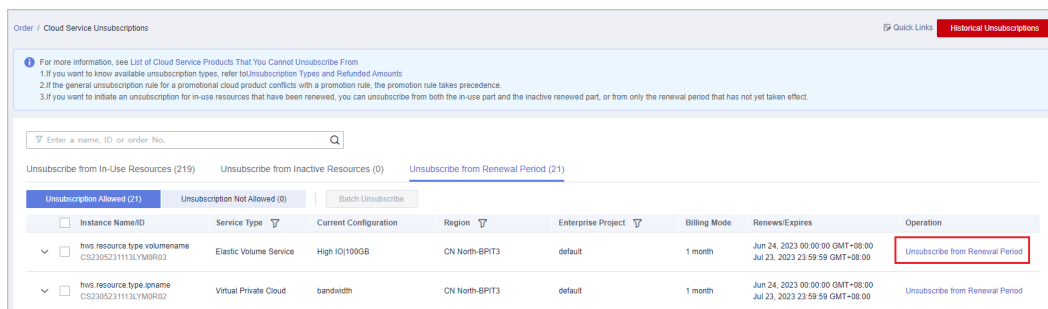 Order / Cloud Service Unsubscriptions Quick Links Historical Unsubscriptions
For more information, see List of Cloud Service Products That You Cannot Unsubscribe From
1.If you want to know available unsubscription types, refer toUnsubscription Types and Refunded Amounts
2.If the general unsubscription rule for a promotional cloud product conflicts with a promotion rule, the promotion rule takes precedence.
3.If you want to initiate an unsubscription for in-use resources that have been renewed, you can unsubscribe from both the in-use part and the inactive renewed part, or from only the renewal period that has not yet taken effect.
Enter a name, ID or order No.
Unsubscribe from In-Use Resources (219) Unsubscribe from Inactive Resources (0) Unsubscribe from Renewal Period (21)
Unsubscription Allowed (21) Unsubscription Not Allowed (0) Batch Unsubscribe
Instance Name/ID Service Type Current Configuration Region Enterprise Project Billing Mode Renews/Expires Operation
hws.resource.type.volumename Elastic Volume Service High IO|100GB CN North-BPIT3 default 1 month Jun 24, 2023 00:00:00 GMT+08:00 Unsubscribe from Renewal Period
CS2305231113LYM0R03 Jul 23, 2023 23:59:59 GMT+08:00
hws.resource.type.ipname Virtual Private Cloud bandwidth CN North-BPIT3 default 1 month Jun 24, 2023 00:00:00 GMT+08:00 Unsubscribe from Renewal Period
CS2305231113LYM0R02 Jul 23, 2023 23:59:59 GMT+08:00